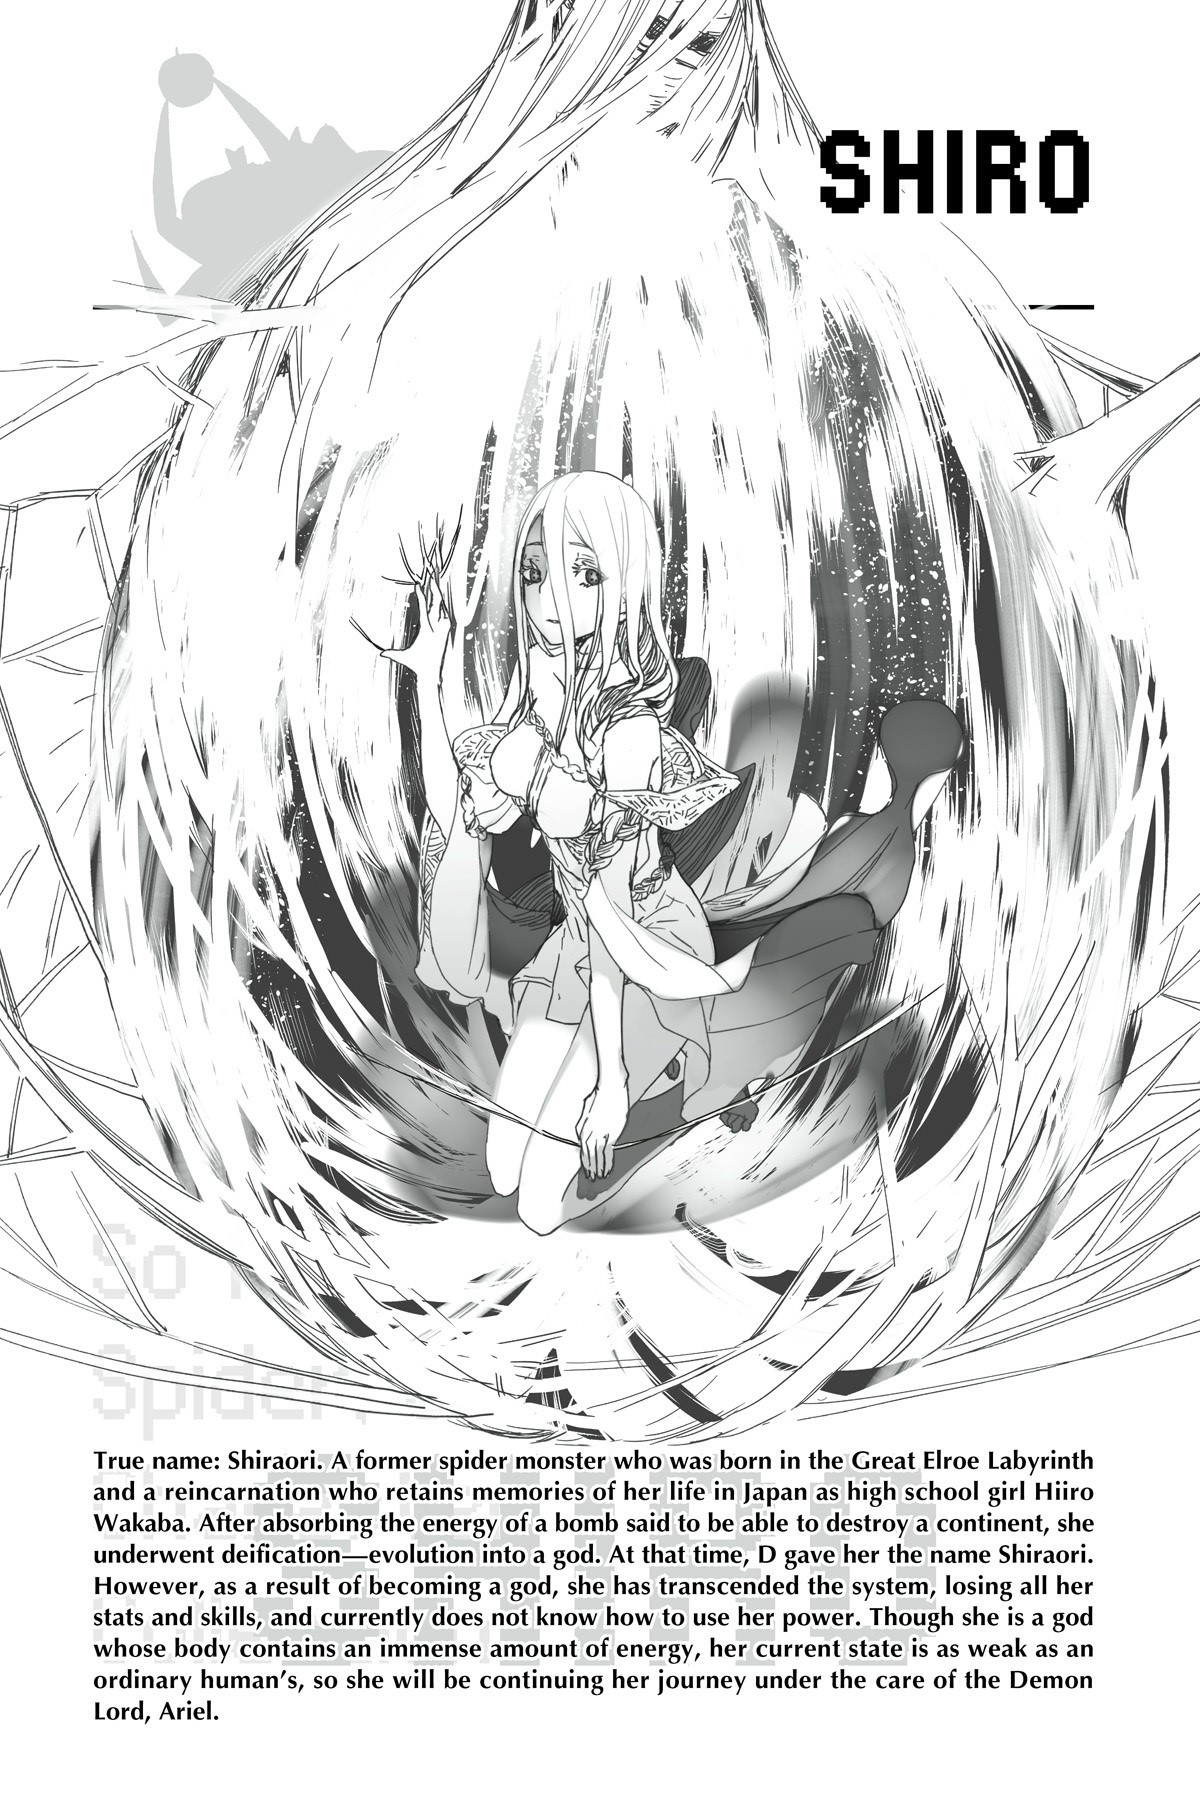 SHIRO
So I
Spider,
True name: Shiraori. A former spider monster who was born in the Great Elroe Labyrinth
and a reincarnation who retains memories of her life in Japan as high school girl Hiiro
Wakaba. After absorbing the energy of a bomb said to be able to destroy a continent, she
underwent deification—evolution into a god. At that time, D gave her the name Shiraori.
However, as a result of becoming a god, she has transcended the system, losing all her
stats and skills, and currently does not know how to use her power. Though she is a god
whose body contains an immense amount of energy, her current state is as weak as an
ordinary human's, so she will be continuing her journey under the care of the Demon
Lord, Ariel.